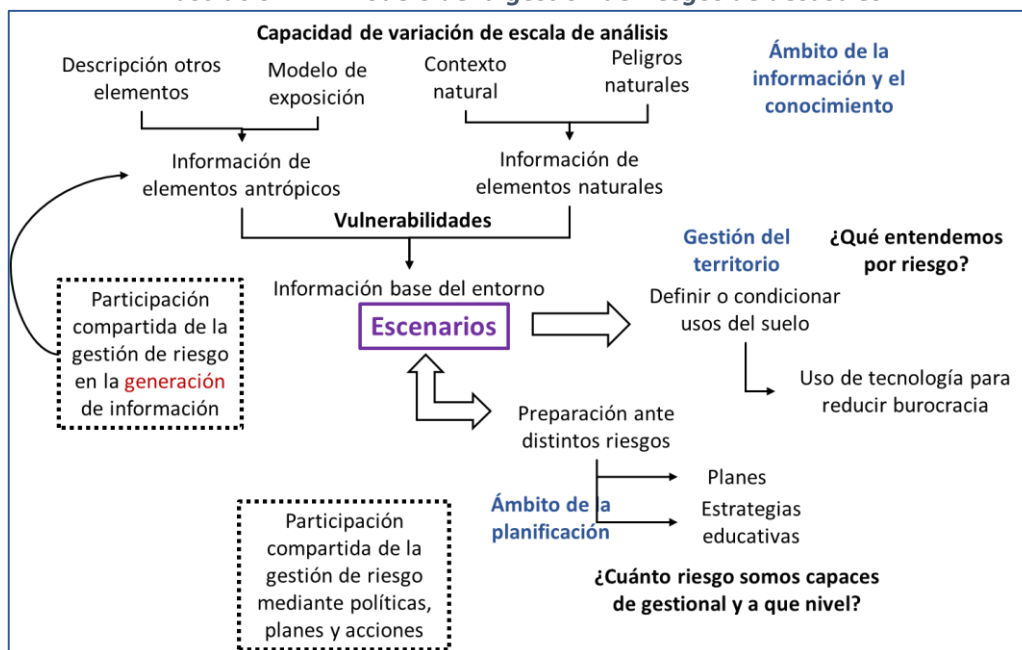 Capacidad de variación de escala de análisis
Descripción otros
elementos
Modelo de
exposición
Contexto
natural
Peligros
naturales
Ámbito de la
información y el
conocimiento
Información de
elementos antrópicos
Información de
elementos naturales
Vulnerabilidades
Gestión del
territorio
¿Qué entendemos
por riesgo?
Información base del entorno
Escenarios
Definir o condicionar
usos del suelo
Participación
compartida de la
gestión de riesgo
en la generación
de información
Uso de tecnología para
reducir burocracia
Preparación ante
distintos riesgos
Planes
Ámbito de la
planificación
Estrategias
educativas
Participación
compartida de la
gestión de riesgo
mediante políticas,
planes y acciones
¿Cuánto riesgo somos capaces
de gestional y a que nivel?